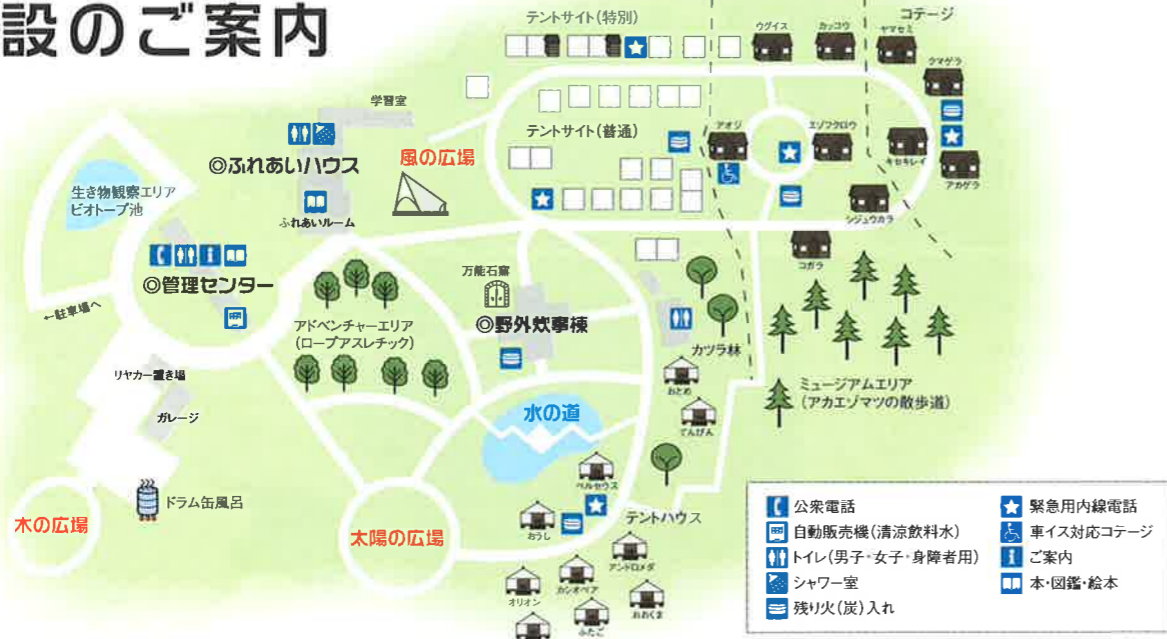 設のご案内
テントサイト(特別)
コテージ
ウグイス
カッコウ
ヤマセミ
クマゲラ
学習室
テントサイト(普通)
アオジ
エゾフクロウ
キセキレイ
アカゲラ
◎ふれあいハウス
風の広場
生き物観察エリア
ビオトープ池
ふれあいルーム
シジュウカラ
コガラ
◎管理センター
万能石窯
←駐車場へ
アドベンチャーエリア
(ロープアスレチック)
◎野外炊事棟
カツラ林
リヤカー置き場
ガレージ
おとめ
てんびん
ミュージアムエリア
(アカエゾマツの散歩道)
水の道
ペルセウス
ドラム缶風呂
木の広場
太陽の広場
おうし
テントハウス
アンドロメダ
オリオン
カシオペア
おおくま
ふたご
公衆電話
自動販売機(清涼飲料水)
トイレ(男子・女子・身障者用)
シャワー室
残り火(炭)入れ
緊急用内線電話
車イス対応コテージ
ご案内
本・図鑑・絵本